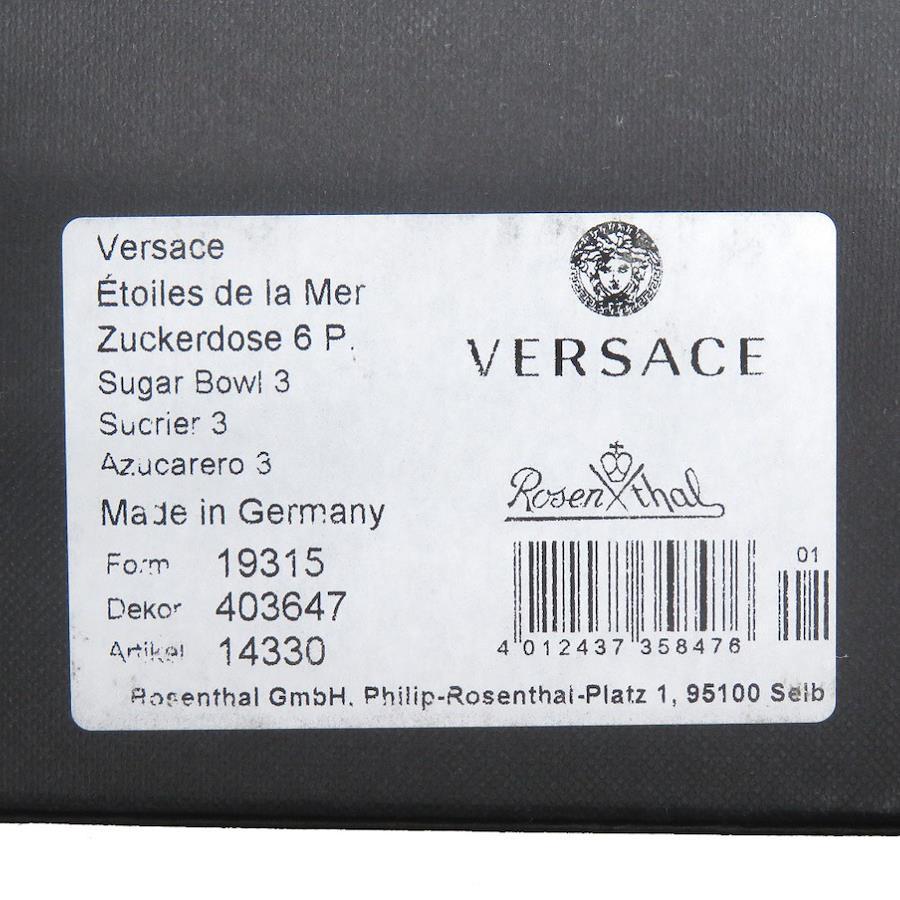 Versace
Étoiles de la Mer
Zuckerdose 6 P.
Sugar Bowl 3
Sucrier 3
Azucarero 3
Made in Germany
Form 19315
Dekor 403647
Artikel 14330
VERSACE
Rosenthal
01
4 012437 358476
Rosenthal GmbH, Philip-Rosenthal-Platz 1, 95100 Selb